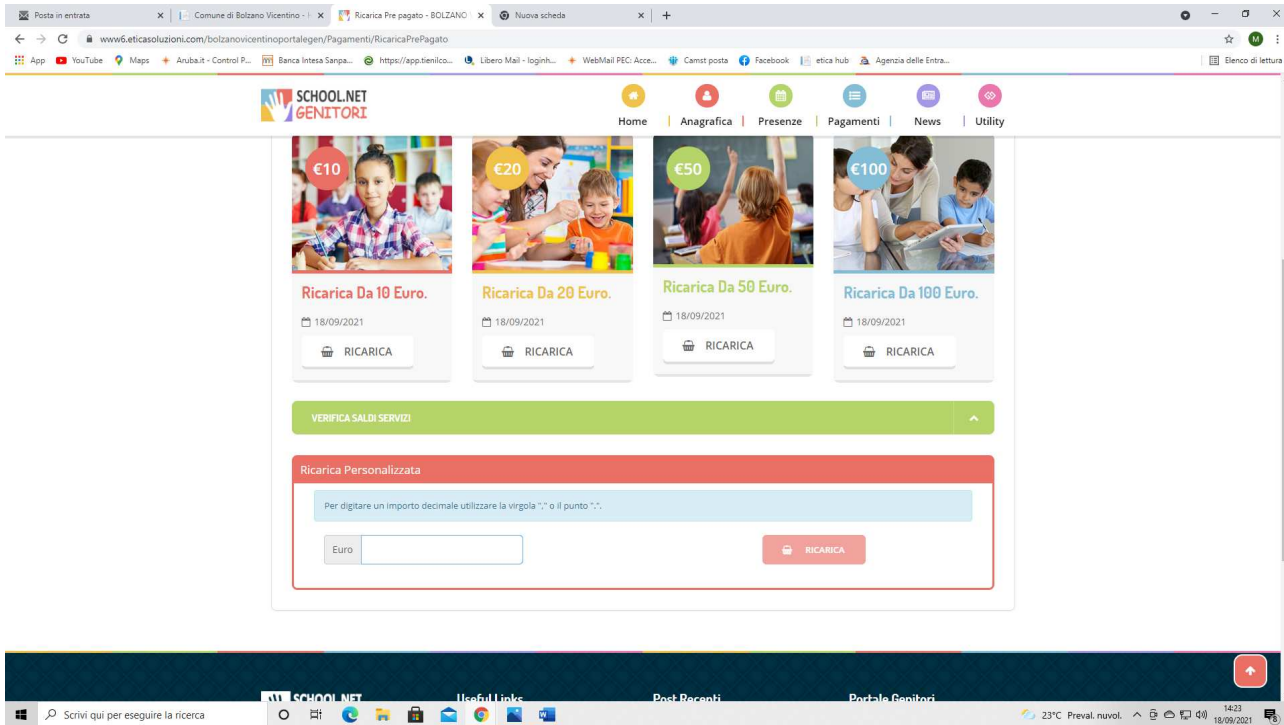 Posta in entrata
Comune di Bolzano Vicentino - H
Ricarica Pre pagato - BOLZANO
Nuova scheda
www6.eticasoluzioni.com/bolzanovicentinoportalegen/Pagamenti/RicaricaPrePagato
M
App YouTube Maps Aruba.it - Control P... Banca Intesa Sanpa... https://app.tienilco... Libero Mail - loginh... WebMail PEC: Acce... Camst posta Facebook etica hub Agenzia delle Entra... Elenco di lettura
SCHOOL.NET
GENITORI
Home Anagrafica Presenze Pagamenti News Utility
€10 €20 €50 €100
Ricarica Da 10 Euro. Ricarica Da 20 Euro. Ricarica Da 50 Euro. Ricarica Da 100 Euro.
18/09/2021 18/09/2021 18/09/2021 18/09/2021
RICARICA RICARICA RICARICA RICARICA
VERIFICA SALDI SERVIZI
Ricarica Personalizzata
Per digitare un importo decimale utilizzare la virgola "," o il punto ".".
Euro
RICARICA
SCHOOL.NET Useful Links Post Recenti Portale Genitori
Scrivi qui per eseguire la ricerca
23°C Preval. nuvol.
14:23
18/09/2021